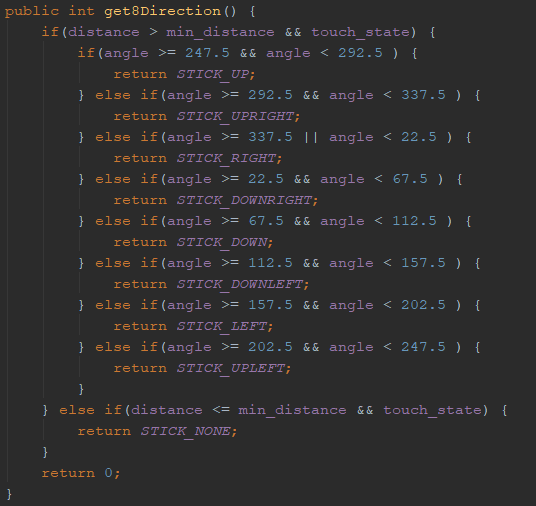 public int get8Direction() {
    if(distance > min_distance && touch_state) {
        if(angle >= 247.5 && angle < 292.5 ) {
            return STICK_UP;
        } else if(angle >= 292.5 && angle < 337.5 ) {
            return STICK_UPRIGHT;
        } else if(angle >= 337.5 || angle < 22.5 ) {
            return STICK_RIGHT;
        } else if(angle >= 22.5 && angle < 67.5 ) {
            return STICK_DOWNRIGHT;
        } else if(angle >= 67.5 && angle < 112.5 ) {
            return STICK_DOWN;
        } else if(angle >= 112.5 && angle < 157.5 ) {
            return STICK_DOWNLEFT;
        } else if(angle >= 157.5 && angle < 202.5 ) {
            return STICK_LEFT;
        } else if(angle >= 202.5 && angle < 247.5 ) {
            return STICK_UPLEFT;
        }
    } else if(distance <= min_distance && touch_state) {
        return STICK_NONE;
    }
    return 0;
}